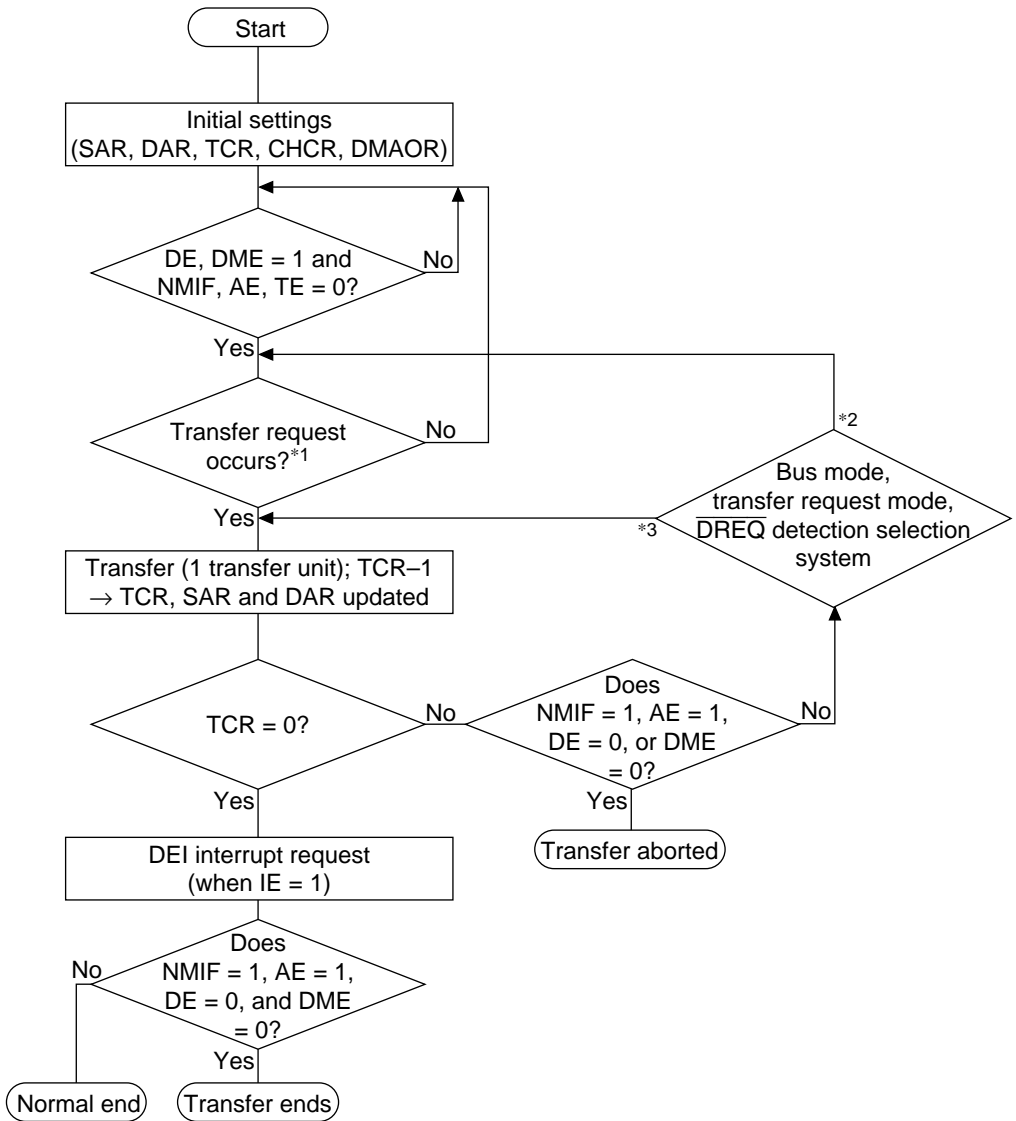 Start
Initial settings
(SAR, DAR, TCR, CHCR, DMAOR)
DE, DME = 1 and
NMIF, AE, TE = 0?
No
Yes
Transfer request
occurs?*1
No
Yes
*2
Bus mode,
transfer request mode,
DREQ detection selection
system
*3
Transfer (1 transfer unit); TCR–1
→ TCR, SAR and DAR updated
TCR = 0?
No
Yes
Does
NMIF = 1, AE = 1,
DE = 0, or DME
= 0?
No
Yes
Transfer aborted
DEI interrupt request
(when IE = 1)
Does
NMIF = 1, AE = 1,
DE = 0, and DME
= 0?
No
Yes
Normal end
Transfer ends